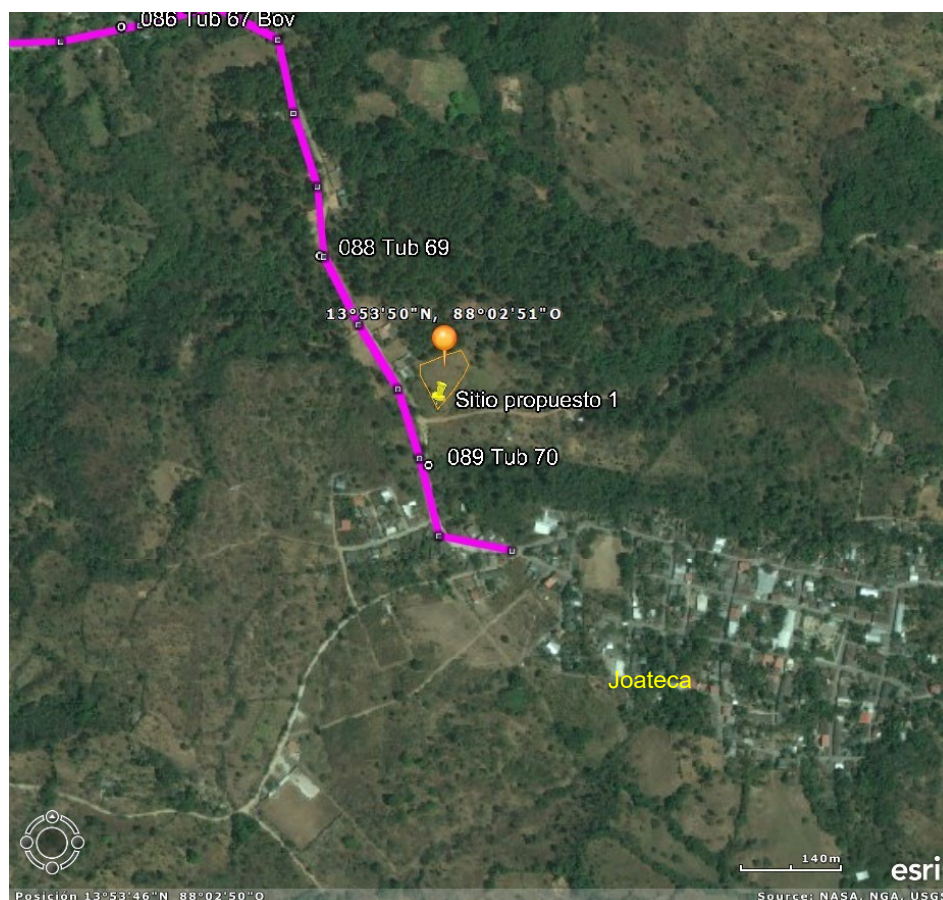 086 Tub 67 Bov
088 Tub 69
13°53'50"N, 88°02'51"O
Sitio propuesto 1
089 Tub 70
Joateca
140m
esri
Posición 13°53'46"N 88°02'50"O
Source: NASA, NGA, USGS